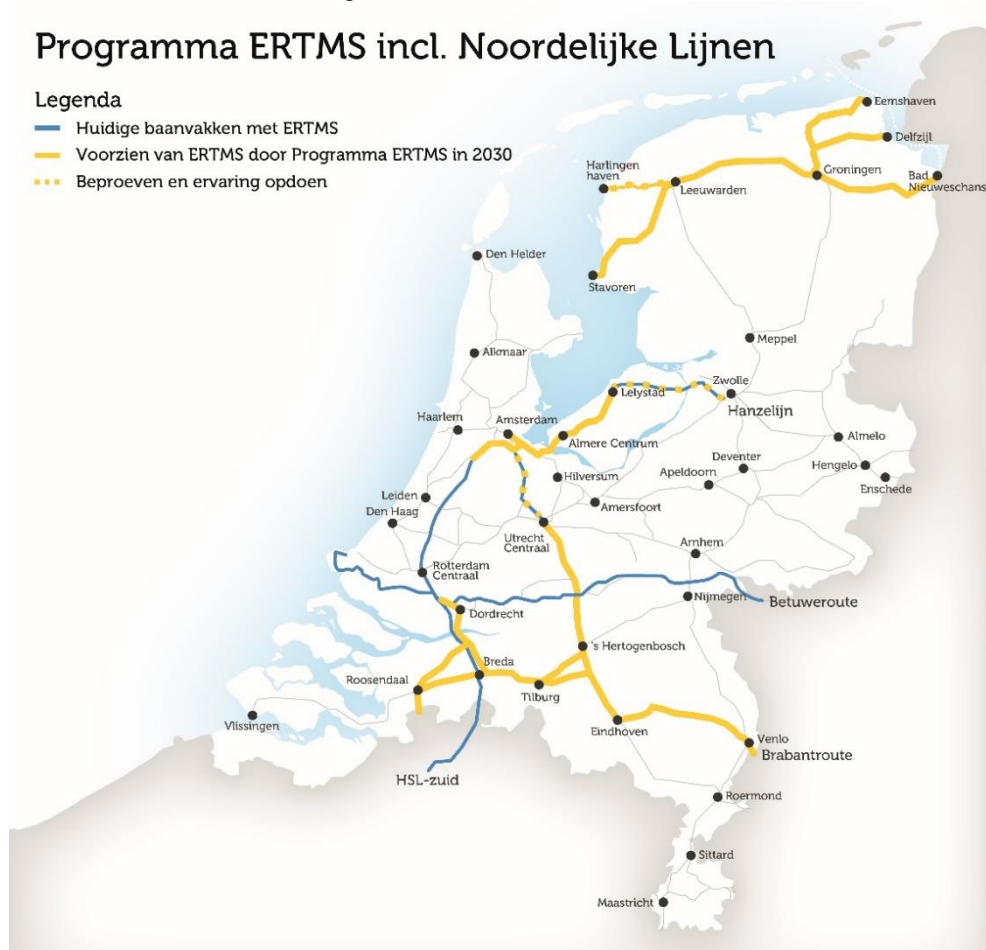 Programma ERTMS incl. Noordelijke Lijnen
Legenda
Huidige baanvakken met ERTMS
Voorzien van ERTMS door Programma ERTMS in 2030
Beproeven en ervaring opdoen
Eemshaven
Delfzijl
Harlingen
haven
Leeuwarden
Groningen
Bad
Nieuweschans
Stavoren
Den Helder
Meppel
Alkmaar
Zwolle
Lelystad
Hanzelijn
Haarlem
Amsterdam
Almere Centrum
Almelo
Hilversum
Deventer
Apeldoorn
Hengelo
Enschede
Leiden
Den Haag
Amersfoort
Utrecht
Centraal
Arnhem
Rotterdam
Centraal
Nijmegen
Betuweroute
Dordrecht
's Hertogenbosch
Breda
Roosendaal
Tilburg
Vlissingen
Eindhoven
Venlo
Brabantroute
HSL-zuid
Roermond
Sittard
Maastricht